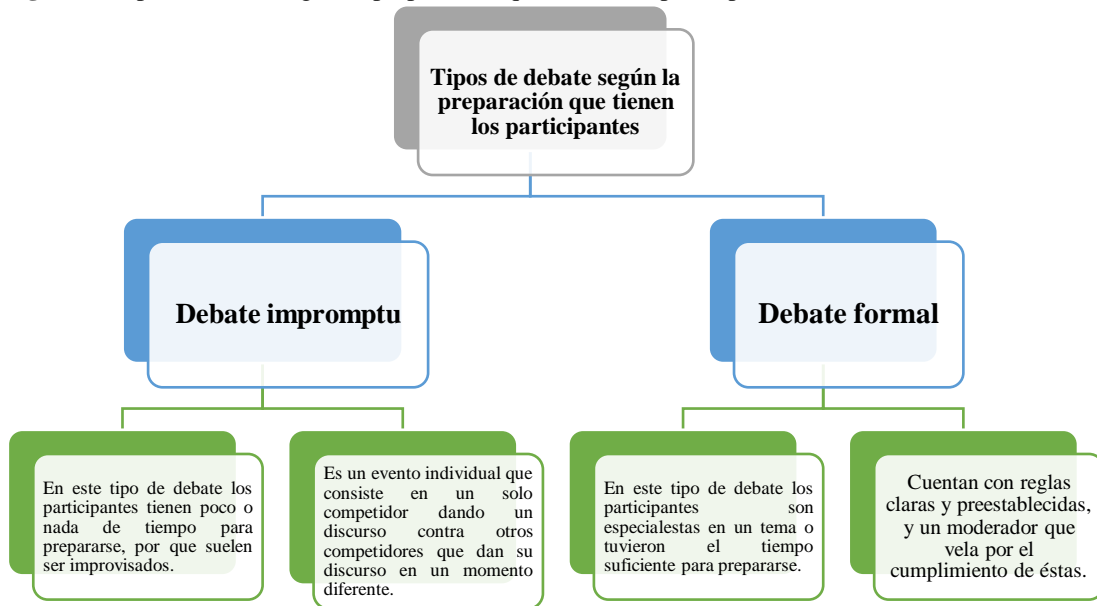 Tipos de debate según la
preparación que tienen
los participantes
Debate impromptu
Debate formal
En este tipo de debate los
participantes tienen poco o
nada de tiempo para
prepararse, por que suelen
ser improvisados.
Es un evento individual que
consiste en un solo
competidor dando un
discurso contra otros
competidores que dan su
discurso en un momento
diferente.
En este tipo de debate los
participantes son
especialestas en un tema o
tuvieron el tiempo
suficiente para prepararse.
Cuentan con reglas
claras y preestablecidas,
y un moderador que
vela por el
cumplimiento de éstas.